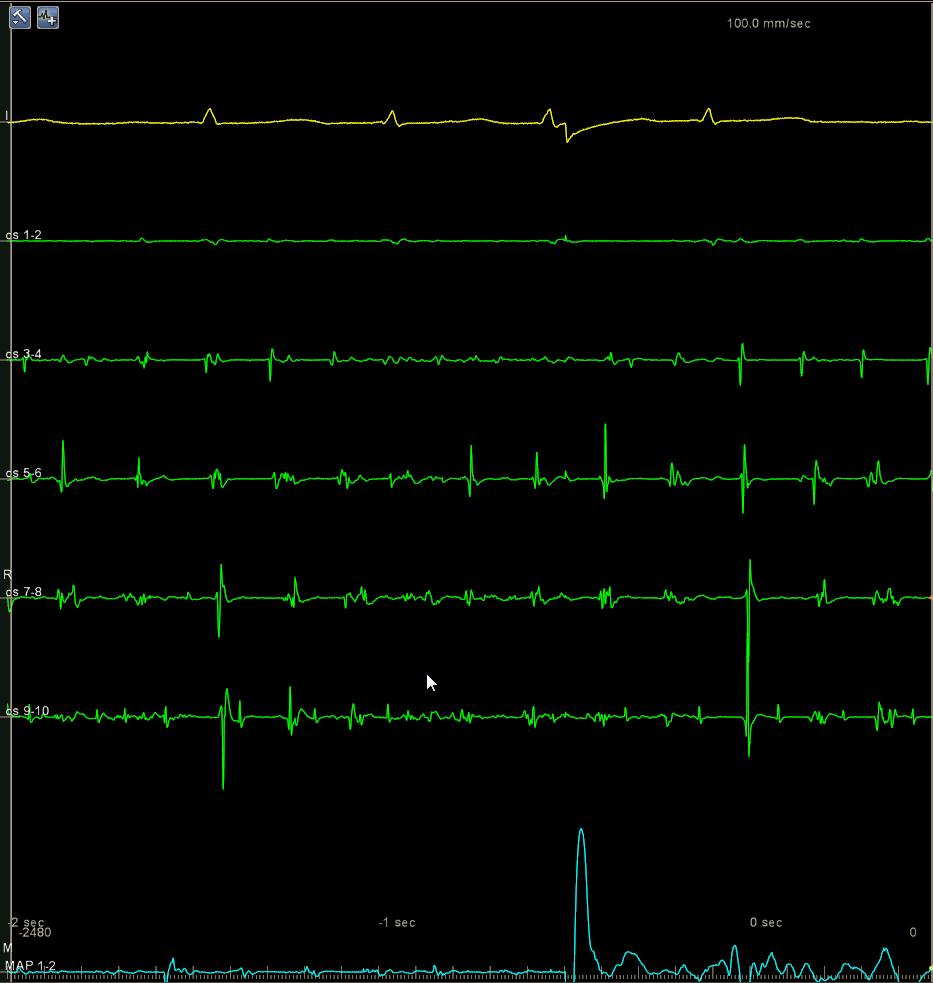 100.0 mm/sec
I
cs 1-2
cs 3-4
cs 5-6
R
cs 7-8
cs 9-10
-2 sec
-1 sec
0 sec
-2480
0
M
MAP 1-2